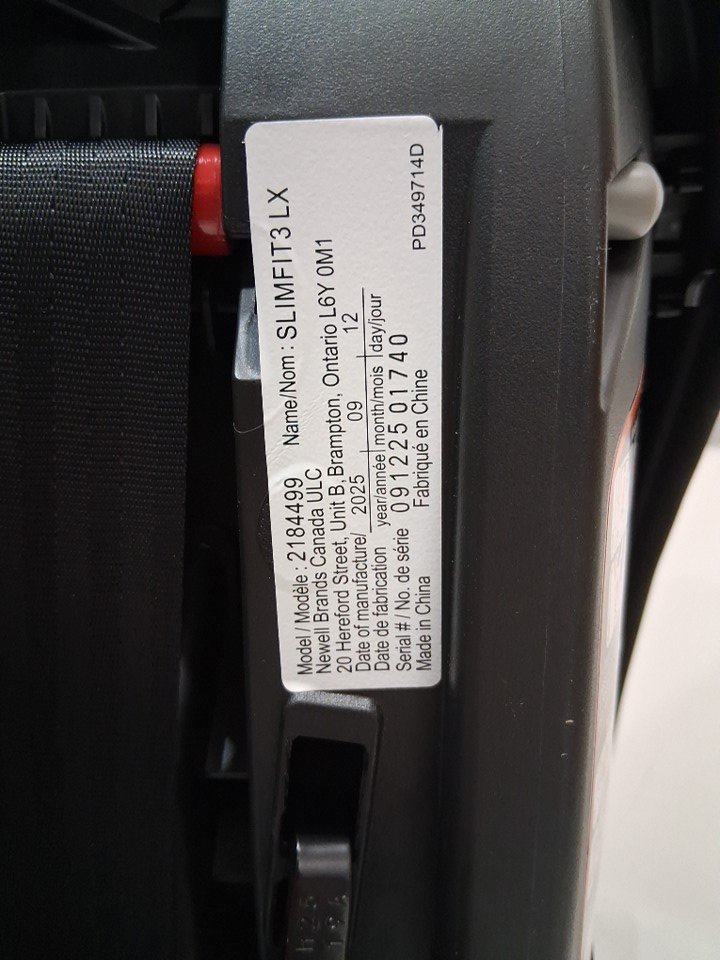 Model / Modèle : 2184499 Name/Nom : SLIMFIT3 LX
Newell Brands Canada ULC
20 Hereford Street, Unit B, Brampton, Ontario L6Y 0M1
Date of manufacture/ 2025 09 12
Date de fabrication year/année month/mois day/jour
Serial # / No. de série 091225 01740
Made in China Fabriqué en Chine PD349714D